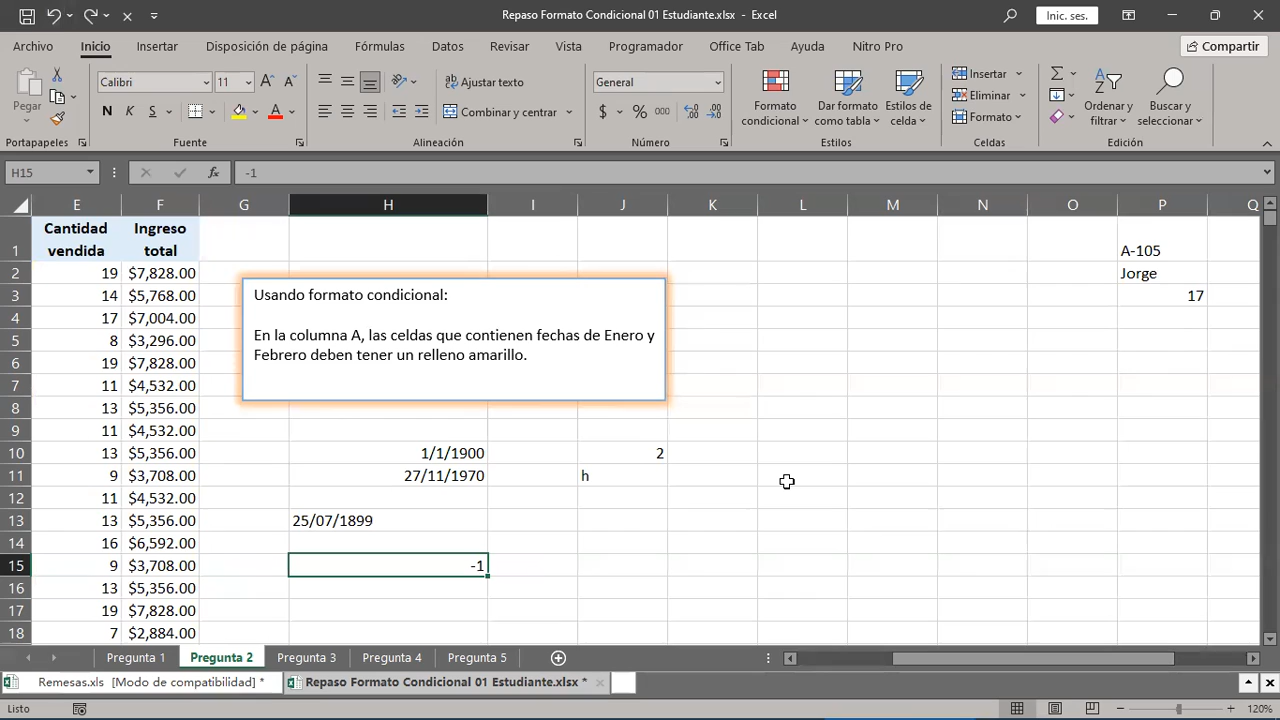 Repaso Formato Condicional 01 Estudiante.xlsx - Excel
Inic. ses.
Archivo Inicio Insertar Disposición de página Fórmulas Datos Revisar Vista Programador Office Tab Ayuda Nitro Pro Compartir
Pegar
Calibri 11
N K S
Ajustar texto
Combinar y centrar
General
$ % 000
Formato condicional
Dar formato como tabla
Estilos de celda
Insertar
Eliminar
Formato
Ordenar y filtrar
Buscar y seleccionar
Portapapeles Fuente Alineación Número Estilos Celdas Edición
H15 fx -1
E F G H I J K L M N O P Q
1 Cantidad vendida Ingreso total A-105
2 19 $7,828.00 Jorge
3 14 $5,768.00 17
4 17 $7,004.00
5 8 $3,296.00
6 19 $7,828.00
7 11 $4,532.00
8 13 $5,356.00
9 11 $4,532.00
10 13 $5,356.00 1/1/1900 2
11 9 $3,708.00 27/11/1970 h
12 11 $4,532.00
13 13 $5,356.00 25/07/1899
14 16 $6,592.00
15 9 $3,708.00 -1
16 13 $5,356.00
17 19 $7,828.00
18 7 $2,884.00
Usando formato condicional:
En la columna A, las celdas que contienen fechas de Enero y
Febrero deben tener un relleno amarillo.
Pregunta 1 Pregunta 2 Pregunta 3 Pregunta 4 Pregunta 5
Remesas.xls [Modo de compatibilidad] * Repaso Formato Condicional 01 Estudiante.xlsx *
Listo 120%